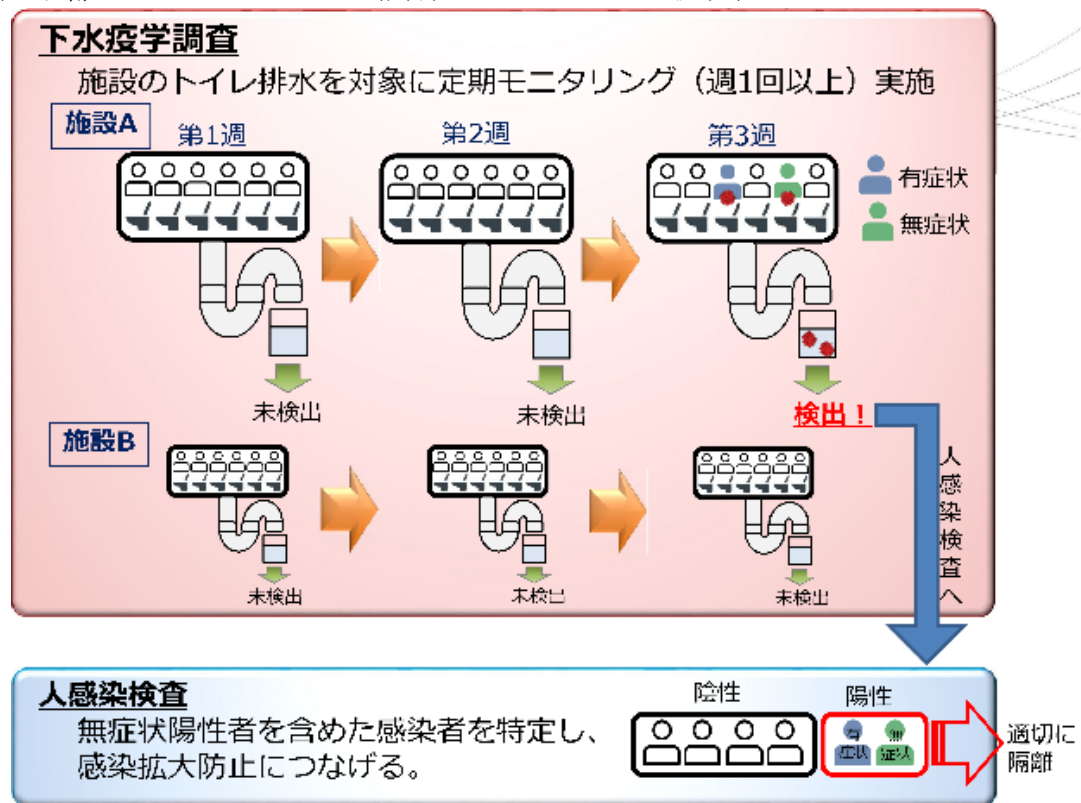 下水疫学調査
施設のトイレ排水を対象に定期モニタリング（週1回以上）実施
施設A
第1週
第2週
第3週
有症状
無症状
未検出
未検出
検出！
施設B
未検出
未検出
未検出
人感染検査へ
人感染検査
無症状陽性者を含めた感染者を特定し、
感染拡大防止につなげる。
陰性
陽性
有
症状
無
症状
適切に
隔離